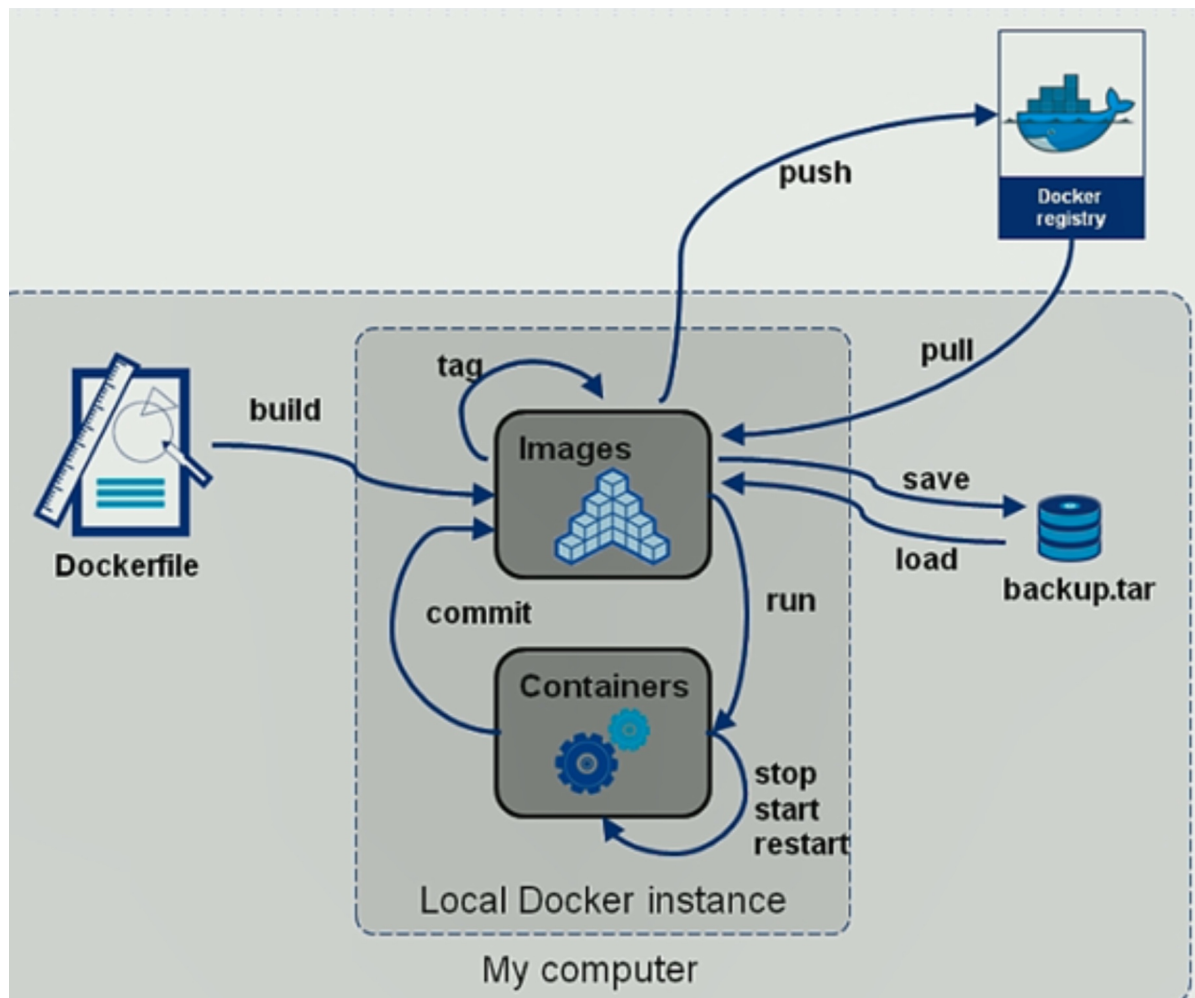 push
Docker
registry
tag
pull
build
Images
save
Dockerfile
load
backup.tar
commit
run
Containers
stop
start
restart
Local Docker instance
My computer